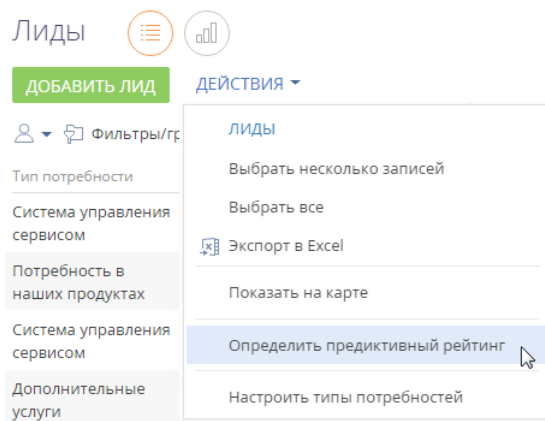 Лиды
ДОБАВИТЬ ЛИД
ДЕЙСТВИЯ
Фильтры/гр
Тип потребности
Система управления
сервисом
Потребность в
наших продуктах
Система управления
сервисом
Дополнительные
услуги
ЛИДЫ
Выбрать несколько записей
Выбрать все
Экспорт в Excel
Показать на карте
Определить предиктивный рейтинг
Настроить типы потребностей